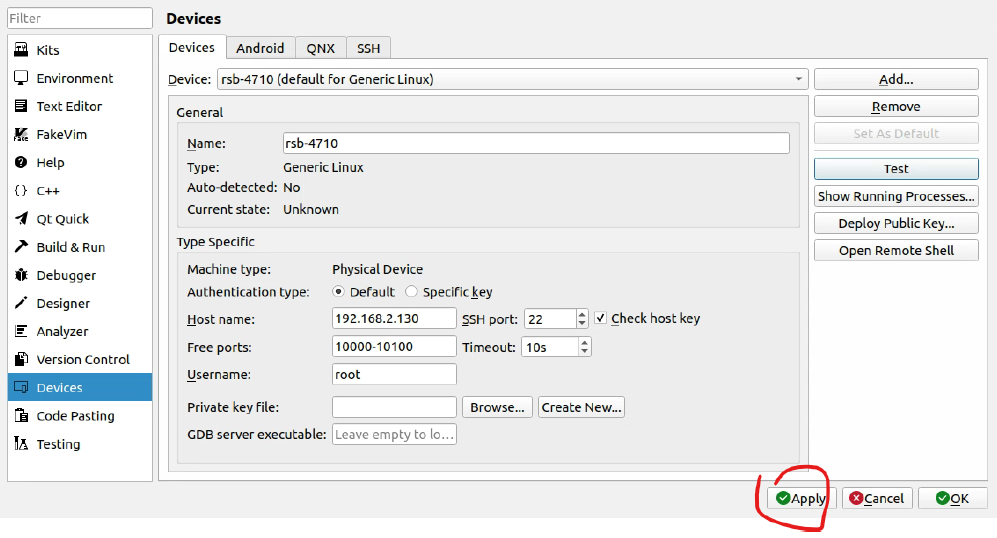 Filter
Kits
Environment
Text Editor
FakeVim
Help
{} C++
Qt Quick
Build & Run
Debugger
Designer
Analyzer
Version Control
Devices
Code Pasting
Testing
Devices
Devices Android QNX SSH
Device: rsb-4710 (default for Generic Linux)
General
Name: rsb-4710
Type: Generic Linux
Auto-detected: No
Current state: Unknown
Type Specific
Machine type: Physical Device
Authentication type: Default Specific key
Host name: 192.168.2.130 SSH port: 22 Check host key
Free ports: 10000-10100 Timeout: 10s
Username: root
Private key file: Browse... Create New...
GDB server executable: Leave empty to lo...
Add...
Remove
Set As Default
Test
Show Running Processes...
Deploy Public Key...
Open Remote Shell
Apply Cancel OK